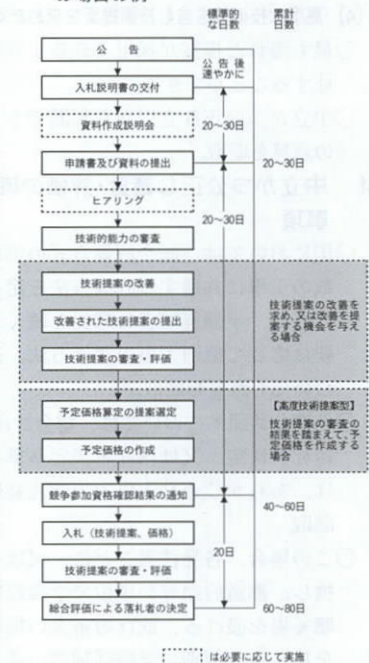 標準的な日数
累計日数
公告
公告後速やかに
入札説明書の交付
資料作成説明会
20〜30日
申請書及び資料の提出
20〜30日
ヒアリング
20〜30日
技術的能力の審査
技術提案の改善
改善された技術提案の提出
技術提案の審査・評価
技術提案の改善を
求め、又は改善を提
案する機会を与え
る場合
予定価格算定の提案選定
予定価格の作成
【高度技術提案型】
技術提案の審査の
結果を踏まえて、予
定価格を作成する
場合
競争参加資格確認結果の通知
40〜60日
入札（技術提案、価格）
20日
技術提案の審査・評価
総合評価による落札者の決定
60〜80日
は必要に応じて実施